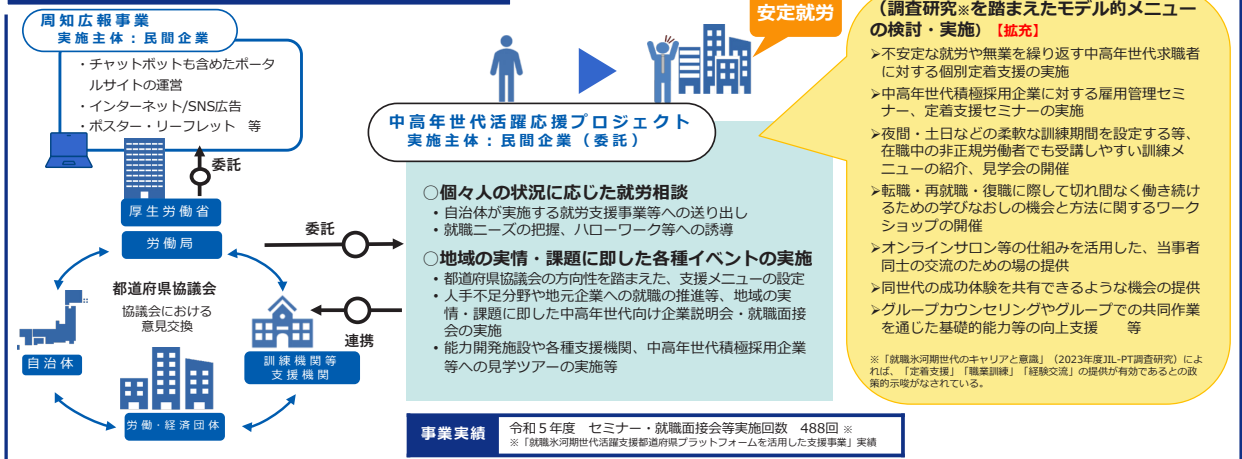 周知広報事業
実施主体：民間企業
・チャットボットも含めたポータ
ルサイトの運営
・インターネット/SNS広告
・ポスター・リーフレット　等
委託
厚生労働省
労働局
都道府県協議会
協議会における
意見交換
自治体
訓練機関等
支援機関
労働・経済団体
委託
連携
安定就労
中高年世代活躍応援プロジェクト
実施主体：民間企業（委託）
○個々人の状況に応じた就労相談
・自治体が実施する就労支援事業等への送り出し
・就職ニーズの把握、ハローワーク等への誘導
○地域の実情・課題に即した各種イベントの実施
・都道府県協議会の方向性を踏まえた、支援メニューの設定
・人手不足分野や地元企業への就職の推進等、地域の実
情・課題に即した中高年世代向け企業説明会・就職面接
会の実施
・能力開発施設や各種支援機関、中高年世代積極採用企業
等への見学ツアーの実施等
（調査研究※を踏まえたモデル的メニュー
の検討・実施）【拡充】
➢不安定な就労や無業を繰り返す中高年世代求職者
に対する個別定着支援の実施
➢中高年世代積極採用企業に対する雇用管理セミ
ナー、定着支援セミナーの実施
➢夜間・土日などの柔軟な訓練期間を設定する等、
在職中の非正規労働者でも受講しやすい訓練メ
ニューの紹介、見学会の開催
➢転職・再就職・復職に際して切れ間なく働き続け
るための学びなおしの機会と方法に関するワーク
ショップの開催
➢オンラインサロン等の仕組みを活用した、当事者
同士の交流のための場の提供
➢同世代の成功体験を共有できるような機会の提供
➢グループカウンセリングやグループでの共同作業
を通じた基礎的能力等の向上支援　　等
※「就職氷河期世代のキャリアと意識」（2023年度JIL-PT調査研究）によ
れば、「定着支援」「職業訓練」「経験交流」の提供が有効であるとの政
策的示唆がなされている。
事業実績
令和５年度　セミナー・就職面接会等実施回数　488回 ※
※「就職氷河期世代活躍支援都道府県プラットフォームを活用した支援事業」実績